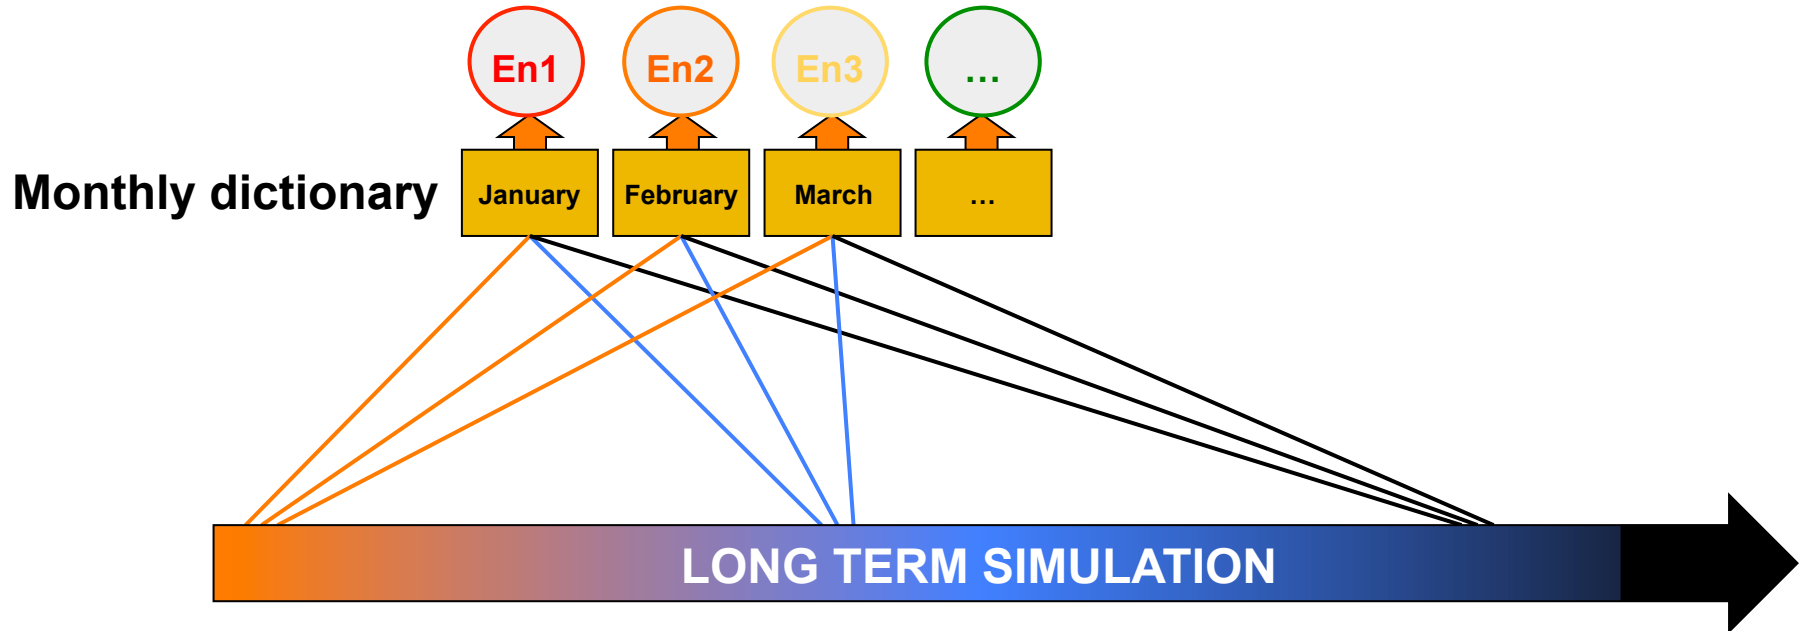 En1 En2 En3 ...
Monthly dictionary January February March ...
LONG TERM SIMULATION